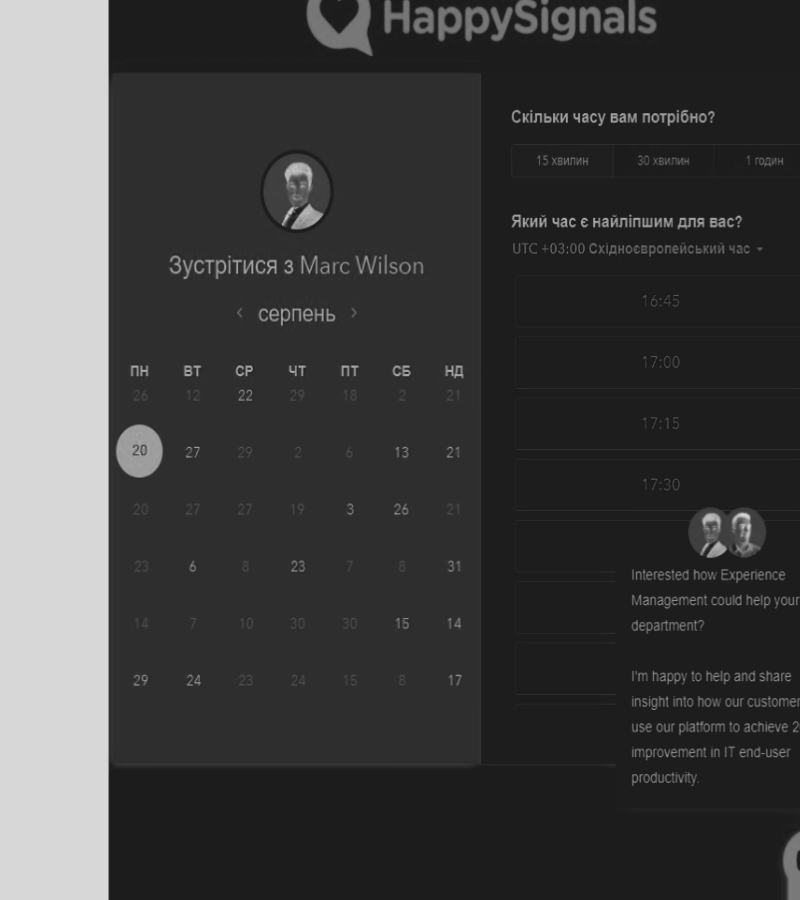 HappySignals
Зустрітися з Marc Wilson
серпень
ПН ВТ СР ЧТ ПТ СБ НД
26 12 22 29 18 2 21
20 27 29 2 6 13 21
20 27 27 19 3 26 21
23 6 8 23 7 8 31
14 7 10 30 30 15 14
29 24 23 24 15 8 17
Скільки часу вам потрібно?
15 хвилин 30 хвилин 1 годин
Який час є найліпшим для вас?
UTC +03:00 Східноєвропейський час
16:45
17:00
17:15
17:30
Interested how Experience
Management could help your
department?
I'm happy to help and share
insight into how our customer
use our platform to achieve 2
improvement in IT end-user
productivity.